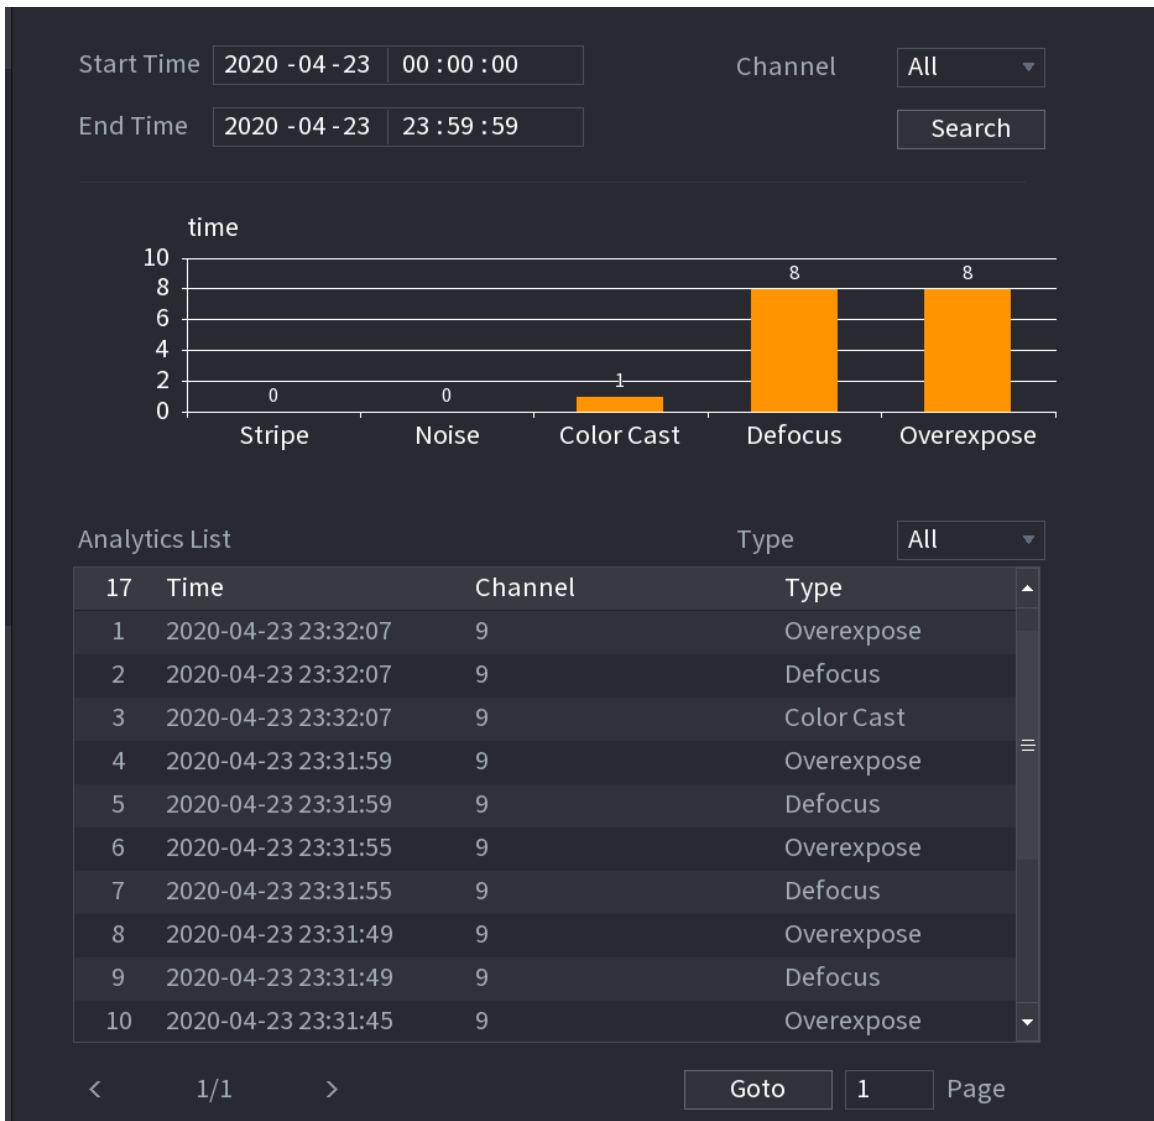 Start Time 2020 -04 -23 00 : 00 : 00 Channel All
End Time 2020 -04 -23 23 : 59 : 59 Search
time
10
8
6
4
2
0
8 8
1
0 0
Stripe Noise Color Cast Defocus Overexpose
Analytics List Type All
17 Time Channel Type
1 2020-04-23 23:32:07 9 Overexpose
2 2020-04-23 23:32:07 9 Defocus
3 2020-04-23 23:32:07 9 Color Cast
4 2020-04-23 23:31:59 9 Overexpose
5 2020-04-23 23:31:59 9 Defocus
6 2020-04-23 23:31:55 9 Overexpose
7 2020-04-23 23:31:55 9 Defocus
8 2020-04-23 23:31:49 9 Overexpose
9 2020-04-23 23:31:49 9 Defocus
10 2020-04-23 23:31:45 9 Overexpose
< 1/1 > Goto 1 Page